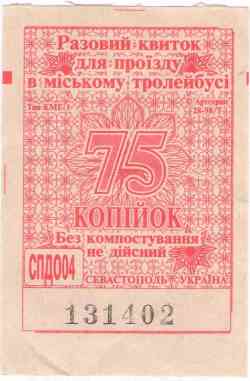 Разовий квиток
для проїзду
в міському тролейбусі
75
КОПІЙОК
Без компостування
не дійсний
СПД004
СЕВАСТОПОЛЬ УКРАЇНА
131402